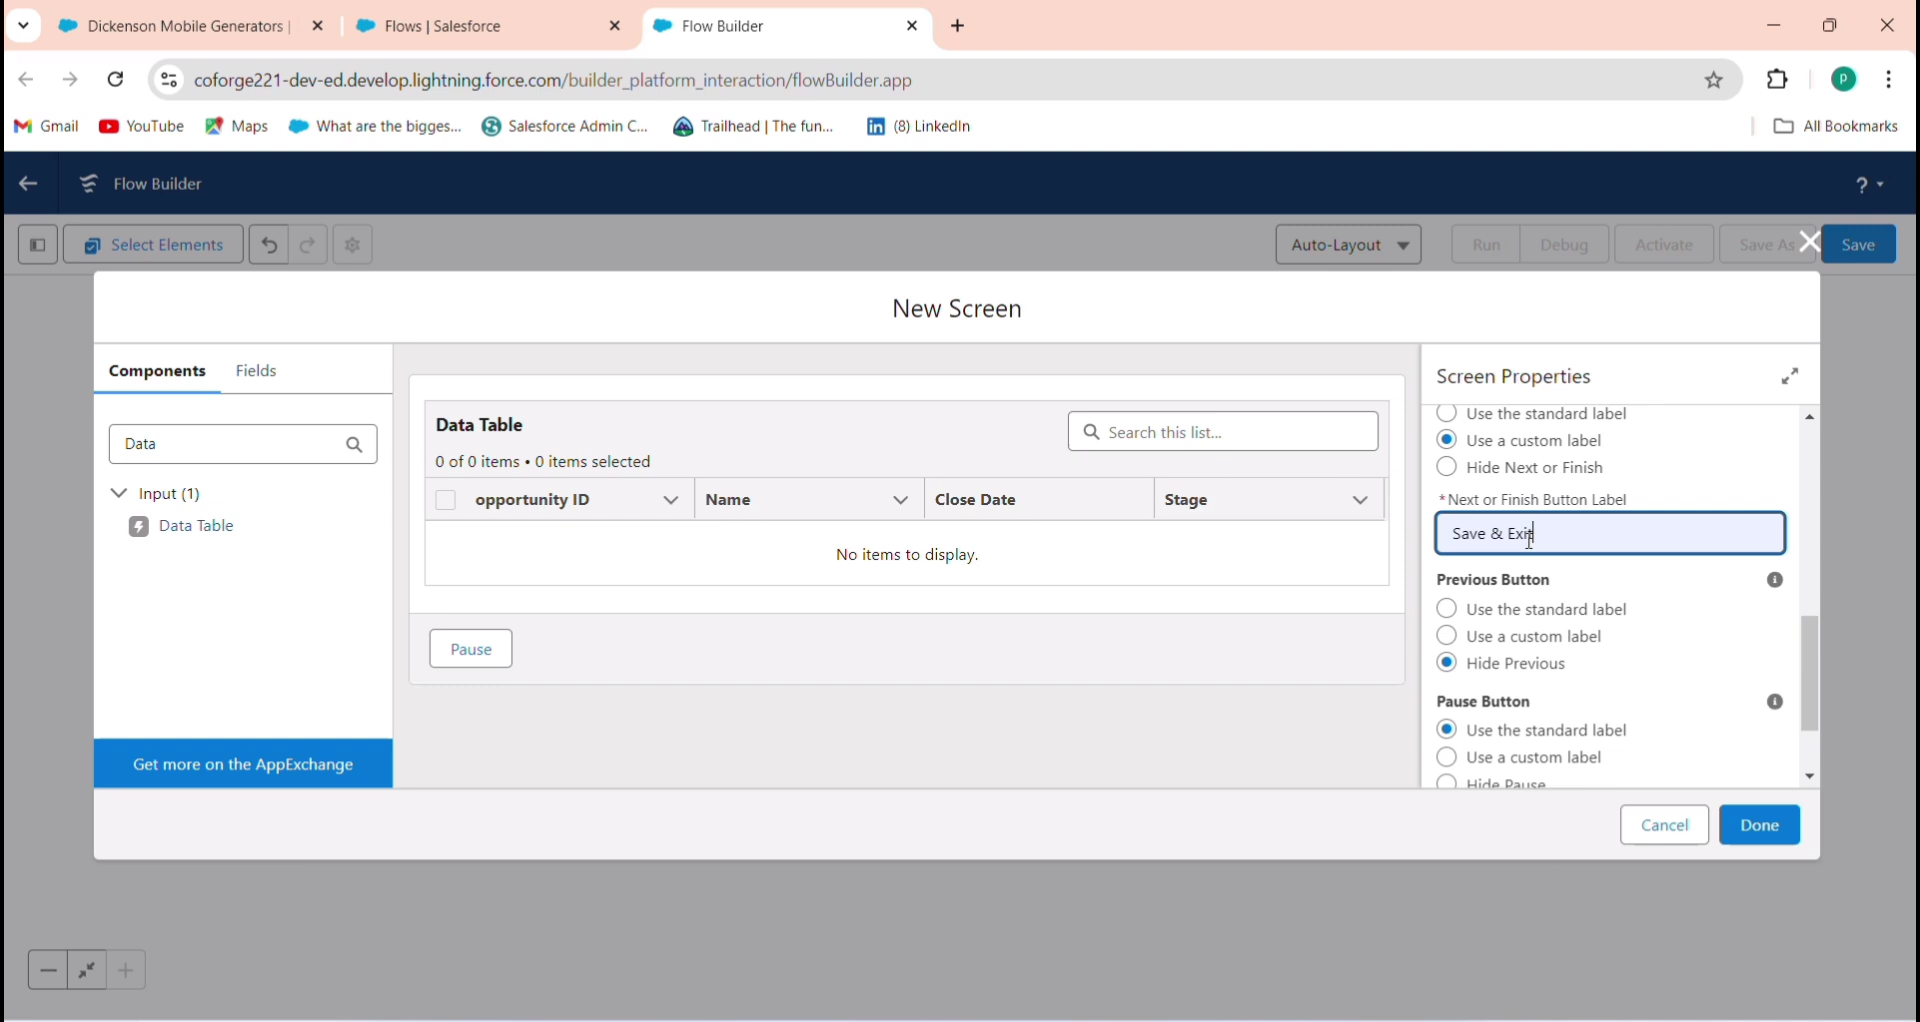 Dickenson Mobile Generators |
Flows | Salesforce
Flow Builder
coforge221-dev-ed.develop.lightning.force.com/builder_platform_interaction/flowBuilder.app
P
Gmail
YouTube
Maps
What are the bigges...
Salesforce Admin C...
Trailhead | The fun...
(8) LinkedIn
All Bookmarks
Flow Builder
?
Select Elements
Auto-Layout
Run
Debug
Activate
Save As
Save
New Screen
Components
Fields
Data
Input (1)
Data Table
Get more on the AppExchange
Data Table
Search this list...
0 of 0 items • 0 items selected
opportunity ID
Name
Close Date
Stage
No items to display.
Pause
Screen Properties
Use the standard label
Use a custom label
Hide Next or Finish
* Next or Finish Button Label
Save & Exit
Previous Button
Use the standard label
Use a custom label
Hide Previous
Pause Button
Use the standard label
Use a custom label
Hide Pause
Cancel
Done